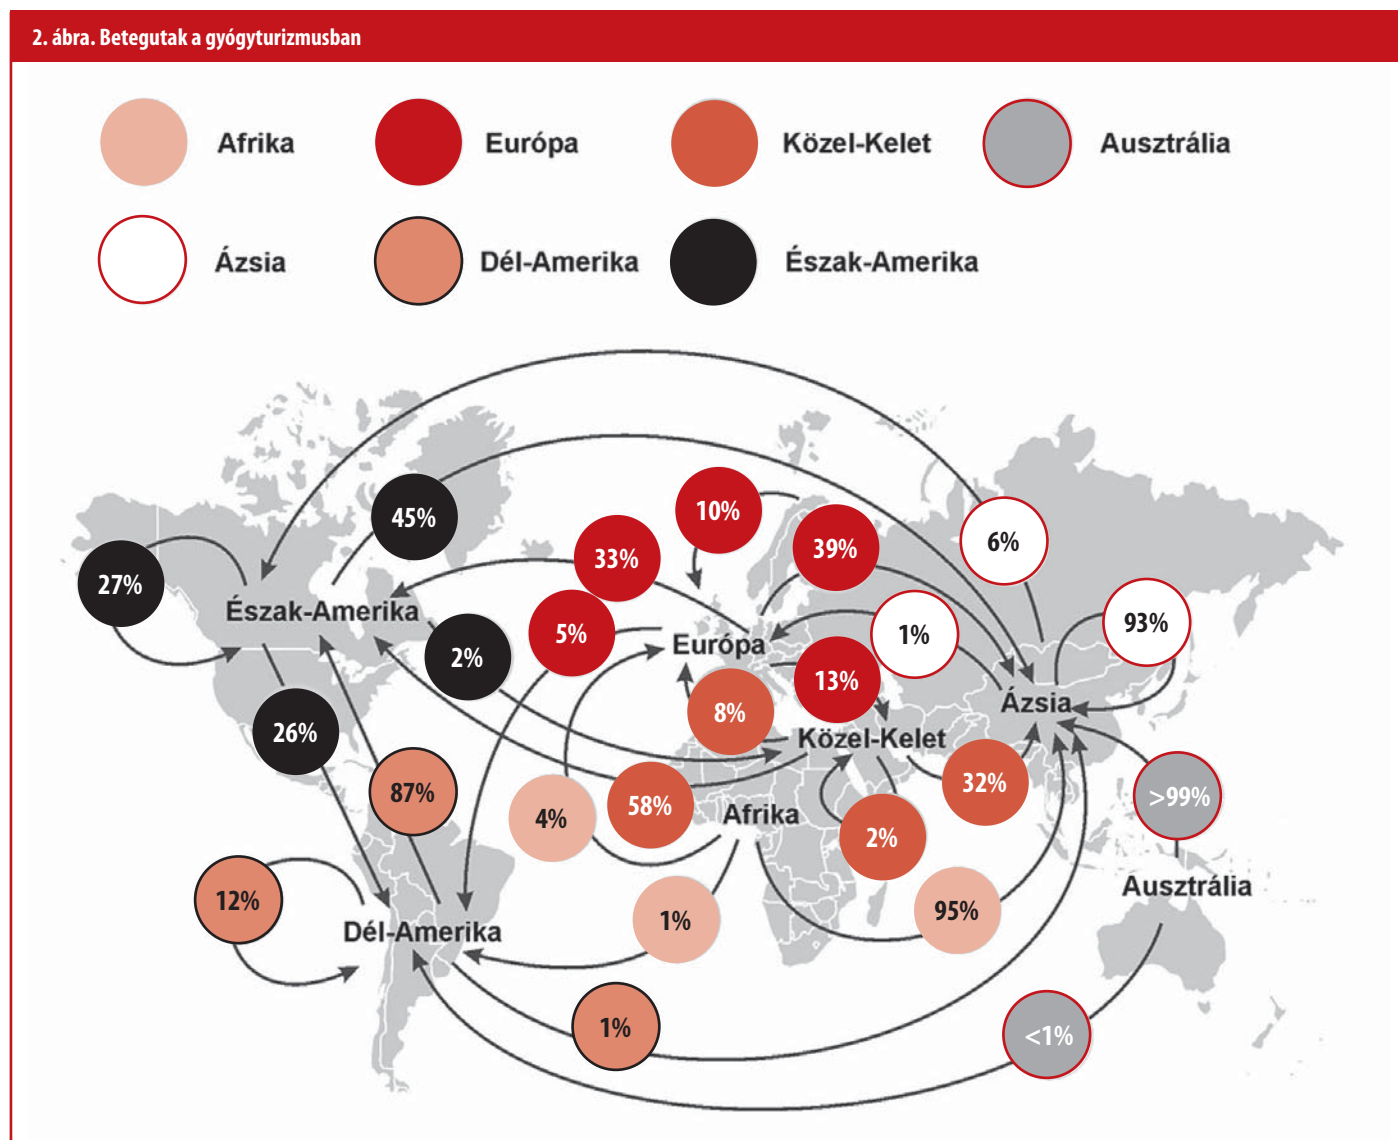 2. ábra. Betegutak a gyógyturizmusban
Afrika
Európa
Közel-Kelet
Ausztrália
Ázsia
Dél-Amerika
Észak-Amerika
45%
10%
39%
6%
33%
27%
Észak-Amerika
5%
1%
93%
2%
Európa
13%
Ázsia
8%
26%
Közel-Kelet
87%
4%
58%
Afrika
32%
>99%
2%
12%
Ausztrália
1%
95%
Dél-Amerika
1%
<1%